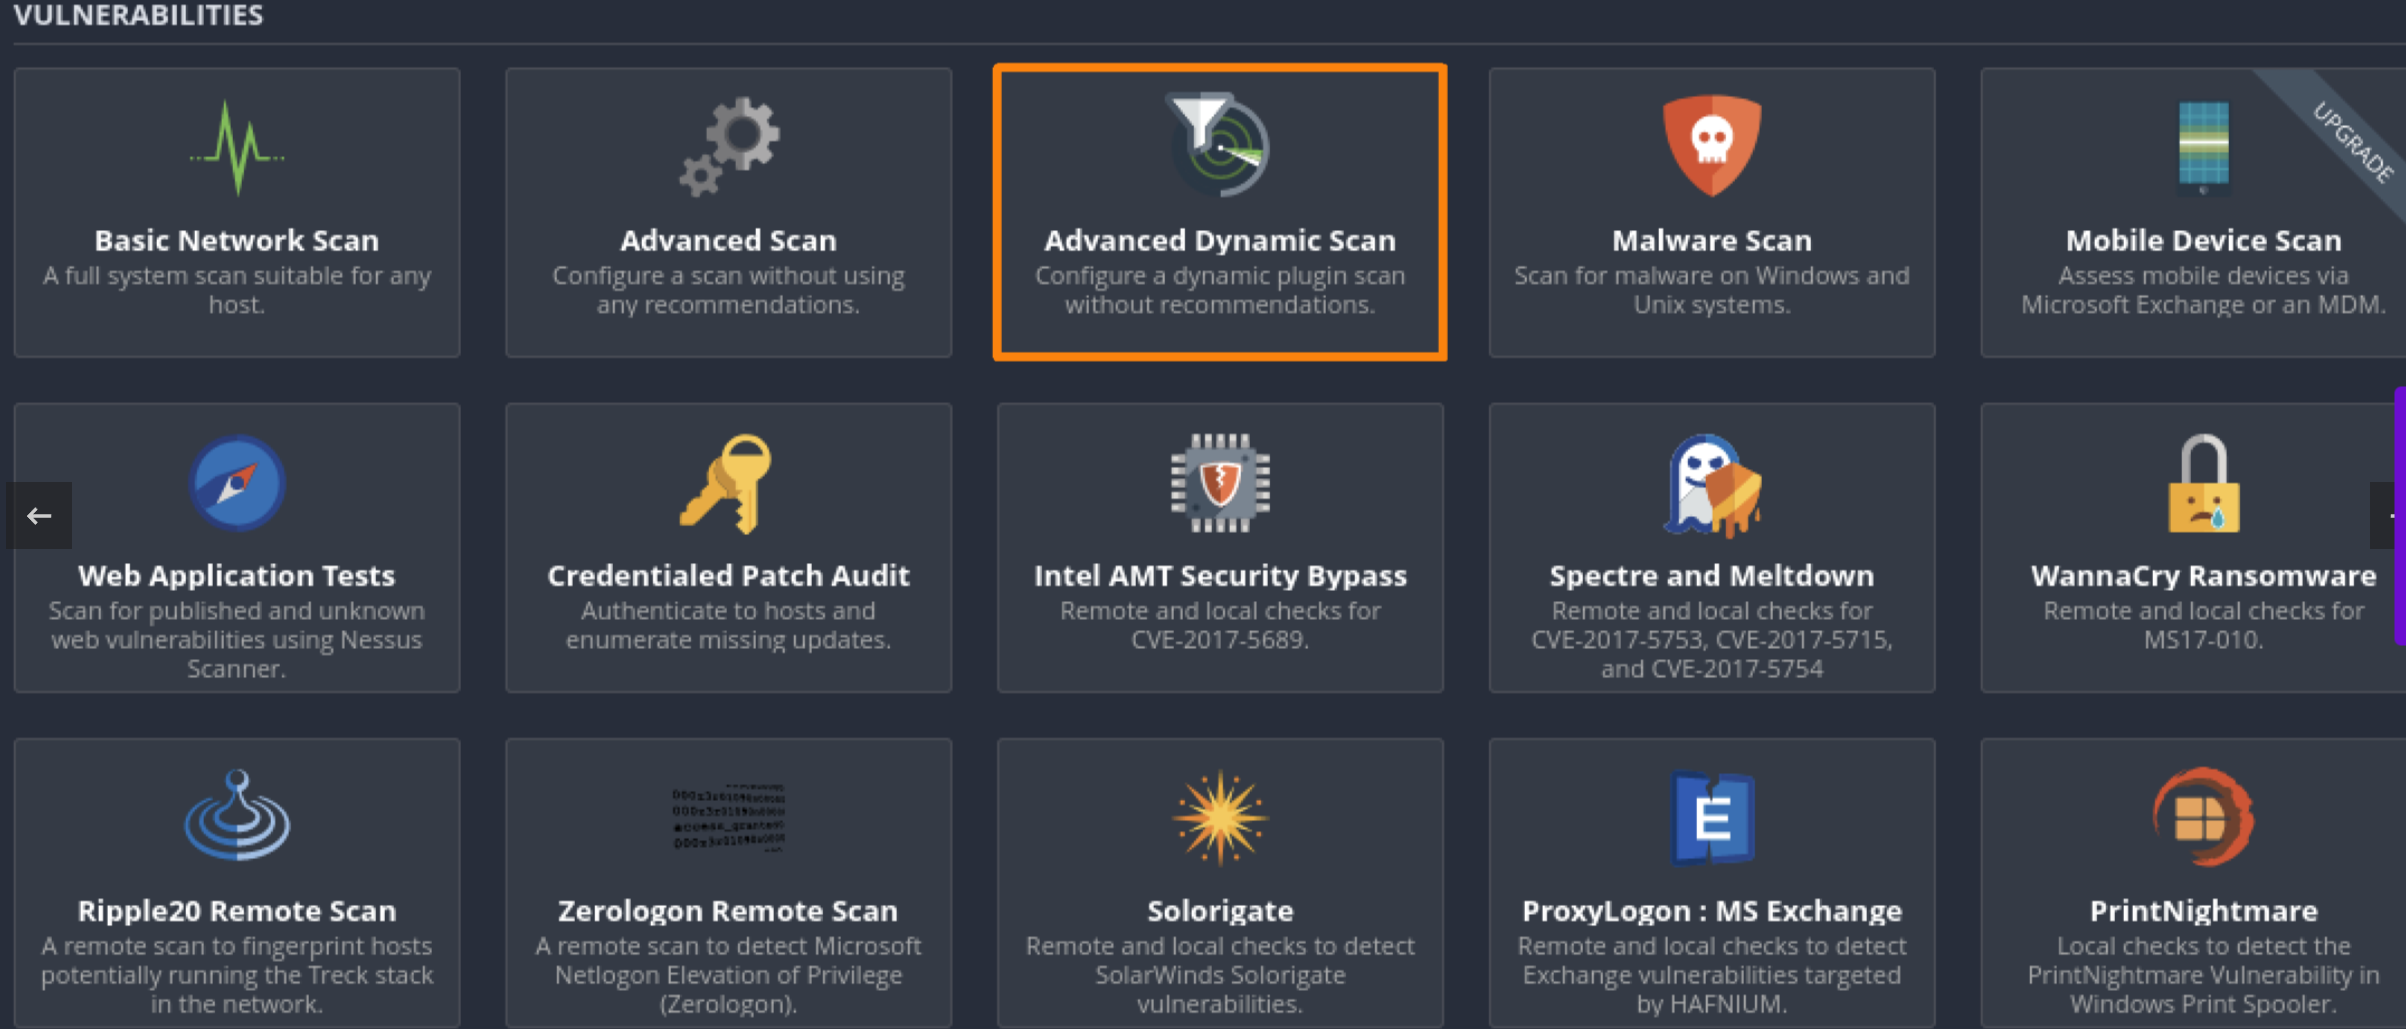 VULNERABILITIES
Basic Network Scan
A full system scan suitable for any
host.
Advanced Scan
Configure a scan without using
any recommendations.
Advanced Dynamic Scan
Configure a dynamic plugin scan
without recommendations.
Malware Scan
Scan for malware on Windows and
Unix systems.
UPGRADE
Mobile Device Scan
Assess mobile devices via
Microsoft Exchange or an MDM.
Web Application Tests
Scan for published and unknown
web vulnerabilities using Nessus
Scanner.
Credentialed Patch Audit
Authenticate to hosts and
enumerate missing updates.
Intel AMT Security Bypass
Remote and local checks for
CVE-2017-5689.
Spectre and Meltdown
Remote and local checks for
CVE-2017-5753, CVE-2017-5715,
and CVE-2017-5754
WannaCry Ransomware
Remote and local checks for
MS17-010.
Ripple20 Remote Scan
A remote scan to fingerprint hosts
potentially running the Treck stack
in the network.
Zerologon Remote Scan
A remote scan to detect Microsoft
Netlogon Elevation of Privilege
(Zerologon).
Solorigate
Remote and local checks to detect
SolarWinds Solorigate
vulnerabilities.
E
ProxyLogon : MS Exchange
Remote and local checks to detect
Exchange vulnerabilities targeted
by HAFNIUM.
PrintNightmare
Local checks to detect the
PrintNightmare Vulnerability in
Windows Print Spooler.